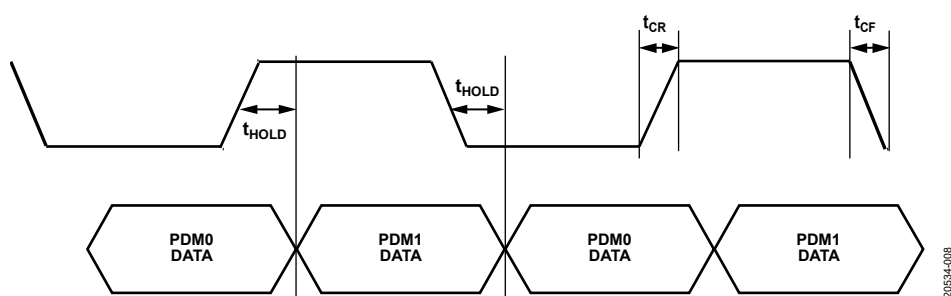 tCR
tCF
tHOLD
tHOLD
PDM0
DATA
PDM1
DATA
PDM0
DATA
PDM1
DATA
20534-008